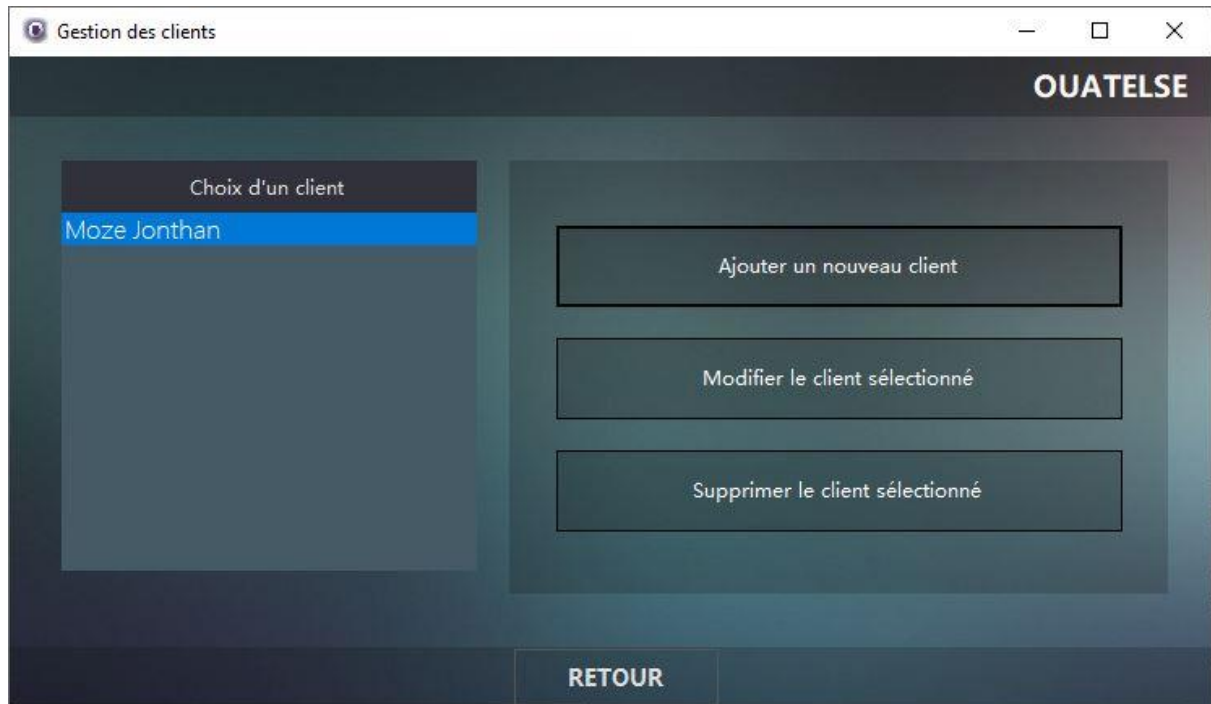 Gestion des clients
OUATELSE
Choix d'un client
Moze Jonthan
Ajouter un nouveau client
Modifier le client sélectionné
Supprimer le client sélectionné
RETOUR